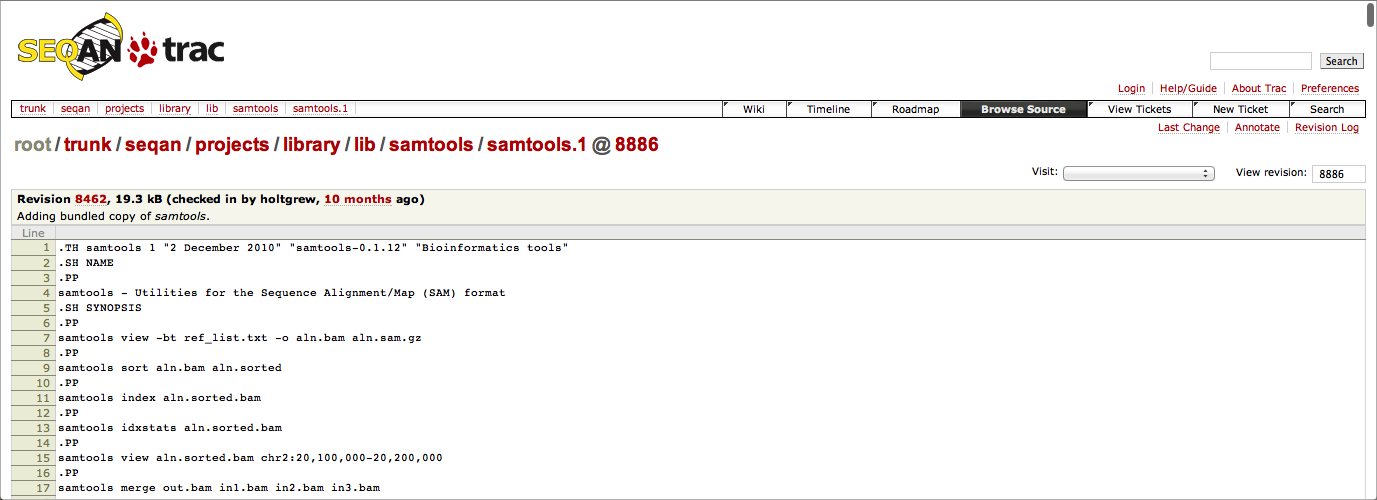 SEQAN trac
Search
Login Help/Guide About Trac Preferences
trunk seqan projects library lib samtools samtools.1 Wiki Timeline Roadmap Browse Source View Tickets New Ticket Search
Last Change Annotate Revision Log
root/trunk/seqan/projects/library/lib/samtools/samtools.1 @ 8886
Visit: View revision: 8886
Revision 8462, 19.3 kB (checked in by holtgrew, 10 months ago)
Adding bundled copy of samtools.
Line
1 .TH samtools 1 "2 December 2010" "samtools-0.1.12" "Bioinformatics tools"
2 .SH NAME
3 .PP
4 samtools - Utilities for the Sequence Alignment/Map (SAM) format
5 .SH SYNOPSIS
6 .PP
7 samtools view -bt ref_list.txt -o aln.bam aln.sam.gz
8 .PP
9 samtools sort aln.bam aln.sorted
10 .PP
11 samtools index aln.sorted.bam
12 .PP
13 samtools idxstats aln.sorted.bam
14 .PP
15 samtools view aln.sorted.bam chr2:20,100,000-20,200,000
16 .PP
17 samtools merge out.bam in1.bam in2.bam in3.bam